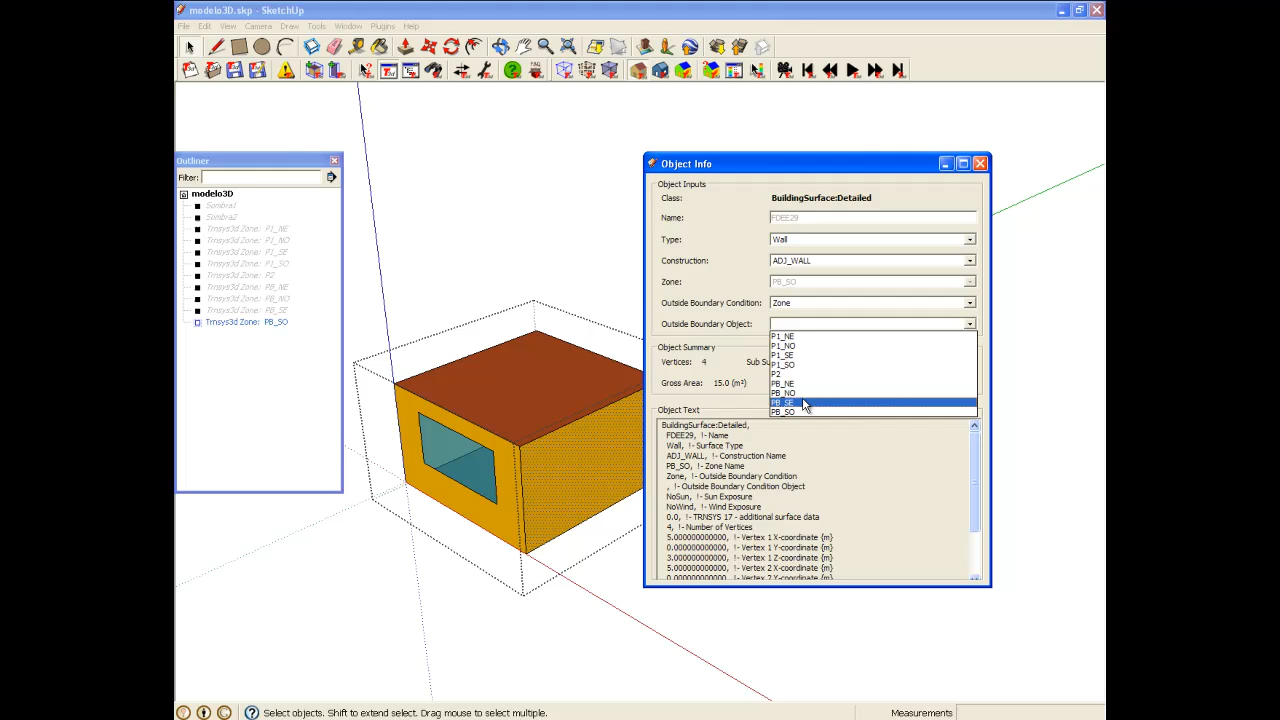 modelo3D.skp - SketchUp
File Edit View Camera Draw Tools Window Plugins Help
Outliner
Filter:
modelo3D
Sombra1
Sombra2
Trnsys3d Zone: P1_NE
Trnsys3d Zone: P1_NO
Trnsys3d Zone: P1_SE
Trnsys3d Zone: P1_SO
Trnsys3d Zone: P2
Trnsys3d Zone: PB_NE
Trnsys3d Zone: PB_NO
Trnsys3d Zone: PB_SE
Trnsys3d Zone: PB_SO
Object Info
Object Inputs
Class: BuildingSurface:Detailed
Name: FDEE29
Type: Wall
Construction: ADJ_WALL
Zone: PB_SO
Outside Boundary Condition: Zone
Outside Boundary Object:
P1_NE
P1_NO
P1_SE
P1_SO
P2
PB_NE
PB_NO
PB_SE
PB_SO
Object Summary
Vertices: 4 Sub Su
Gross Area: 15.0 (m²)
Object Text
BuildingSurface:Detailed,
FDEE29, !- Name
Wall, !- Surface Type
ADJ_WALL, !- Construction Name
PB_SO, !- Zone Name
Zone, !- Outside Boundary Condition
, !- Outside Boundary Condition Object
NoSun, !- Sun Exposure
NoWind, !- Wind Exposure
0.0, !- TRNSYS 17 - additional surface data
4, !- Number of Vertices
5.000000000000, !- Vertex 1 X-coordinate {m}
0.000000000000, !- Vertex 1 Y-coordinate {m}
3.000000000000, !- Vertex 1 Z-coordinate {m}
5.000000000000, !- Vertex 2 X-coordinate {m}
0.000000000000, !- Vertex 2 Y-coordinate {m}
Select objects. Shift to extend select. Drag mouse to select multiple.
Measurements